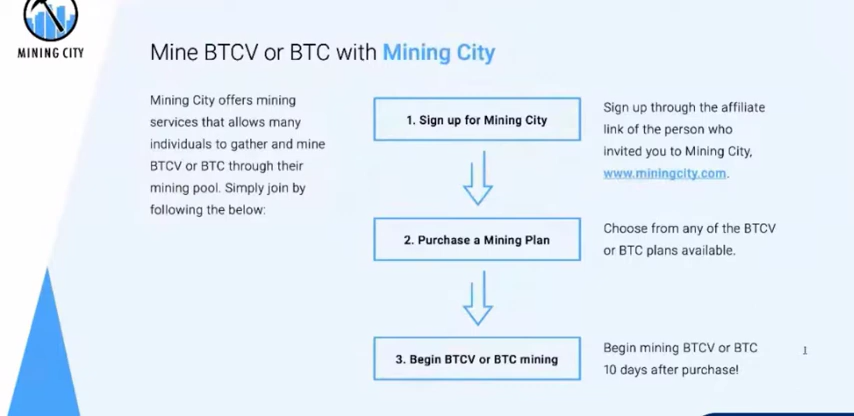 MINING CITY
Mine BTCV or BTC with Mining City
Mining City offers mining
services that allows many
individuals to gather and mine
BTCV or BTC through their
mining pool. Simply join by
following the below:
1. Sign up for Mining City
Sign up through the affiliate
link of the person who
invited you to Mining City,
www.miningcity.com.
2. Purchase a Mining Plan
Choose from any of the BTCV
or BTC plans available.
3. Begin BTCV or BTC mining
Begin mining BTCV or BTC
10 days after purchase!